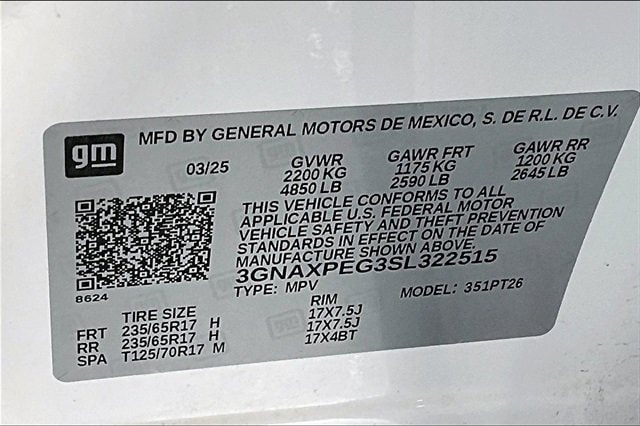 gm
MFD BY GENERAL MOTORS DE MEXICO, S. DE R.L. DE C.V.
03/25 GVWR GAWR FRT GAWR RR
2200 KG 1175 KG 1200 KG
4850 LB 2590 LB 2645 LB
THIS VEHICLE CONFORMS TO ALL
APPLICABLE U.S. FEDERAL MOTOR
VEHICLE SAFETY AND THEFT PREVENTION
STANDARDS IN EFFECT ON THE DATE OF
MANUFACTURE SHOWN ABOVE.
3GNAXPEG3SL322515
8624
TYPE: MPV MODEL: 351PT26
TIRE SIZE RIM
FRT 235/65R17 H 17X7.5J
RR 235/65R17 H 17X7.5J
SPA T125/70R17 M 17X4BT